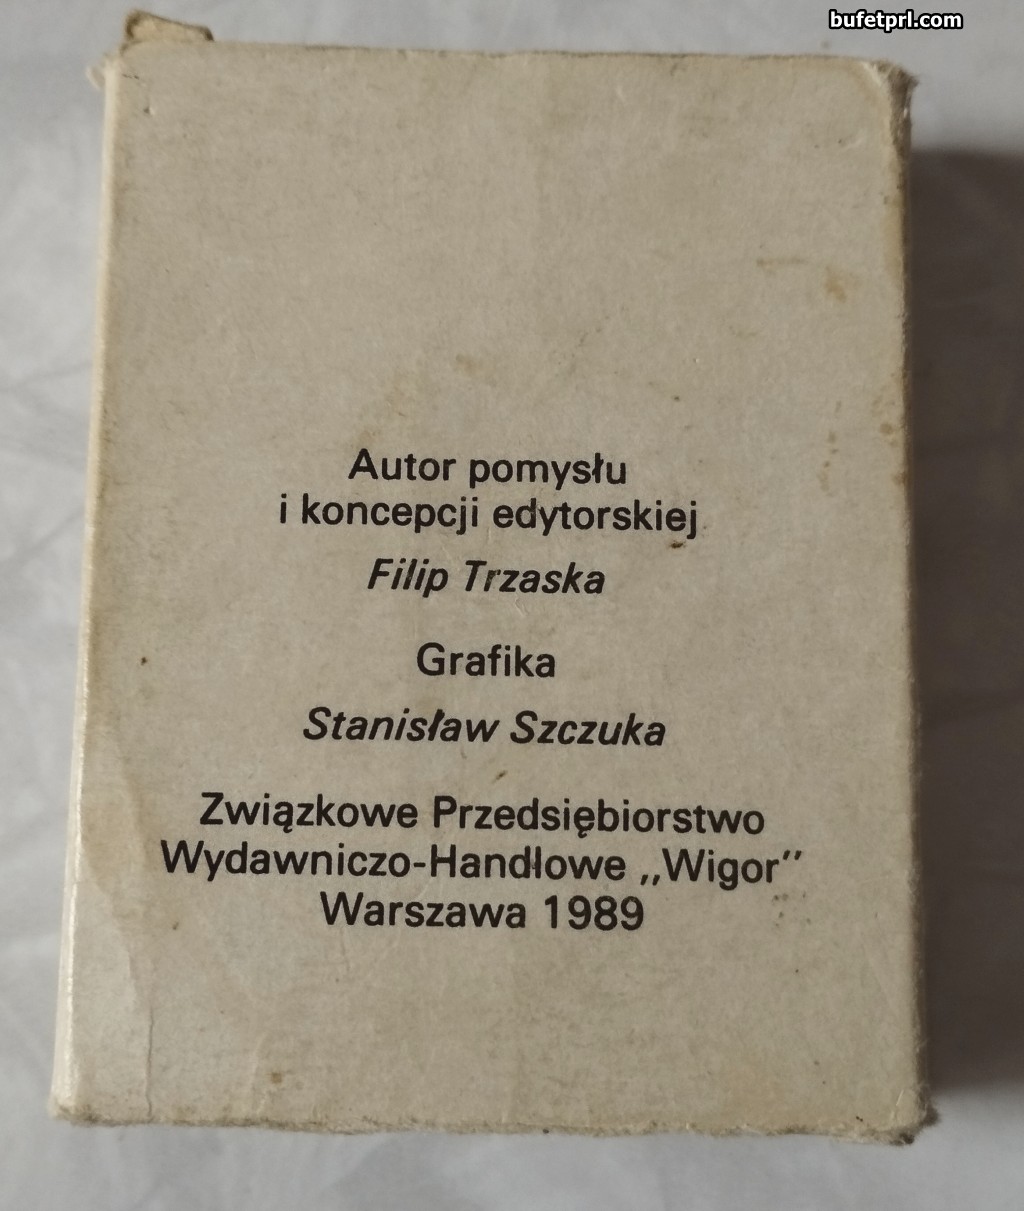 bufetprl.com
Autor pomysłu
i koncepcji edytorskiej
Filip Trzaska
Grafika
Stanisław Szczuka
Związkowe Przedsiębiorstwo
Wydawniczo-Handlowe „Wigor”
Warszawa 1989